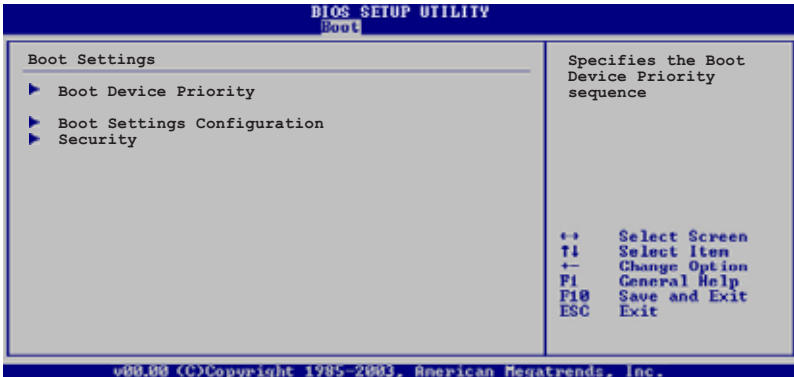 BIOS SETUP UTILITY
Boot
Boot Settings
Boot Device Priority
Boot Settings Configuration
Security
Specifies the Boot
Device Priority
sequence
←→ Select Screen
↑↓ Select Item
+- Change Option
F1 General Help
F10 Save and Exit
ESC Exit
v00.00 (C)Copyright 1985-2003, American Megatrends, Inc.